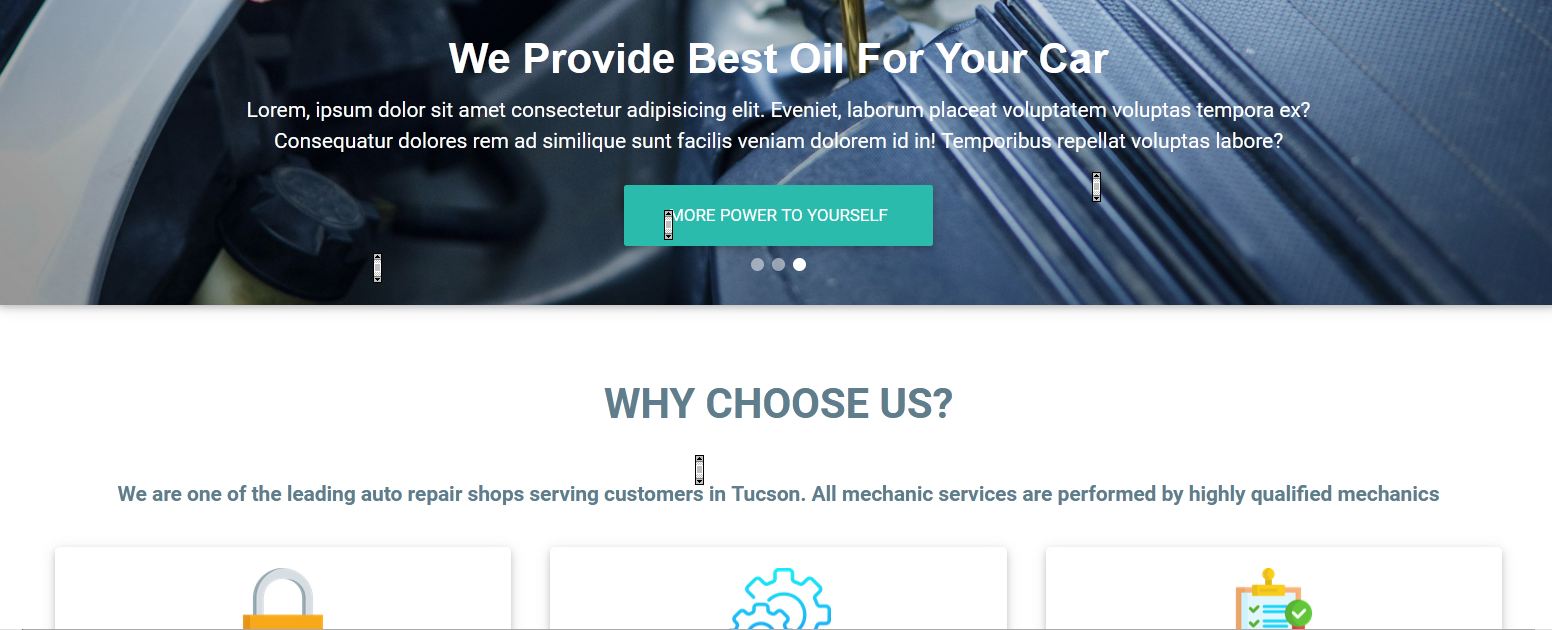 We Provide Best Oil For Your Car
Lorem, ipsum dolor sit amet consectetur adipisicing elit. Eveniet, laborum placeat voluptatem voluptas tempora ex?
Consequatur dolores rem ad similique sunt facilis veniam dolorem id in! Temporibus repellat voluptas labore?
MORE POWER TO YOURSELF
WHY CHOOSE US?
We are one of the leading auto repair shops serving customers in Tucson. All mechanic services are performed by highly qualified mechanics